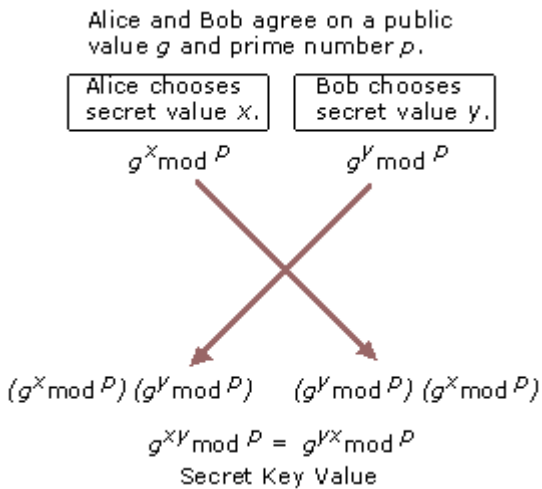 Alice and Bob agree on a public
value g and prime number p.
Alice chooses
secret value x.
Bob chooses
secret value y.
g^x mod p
g^y mod p
(g^x mod p) (g^y mod p)
(g^y mod p) (g^x mod p)
g^xy mod p = g^yx mod p
Secret Key Value